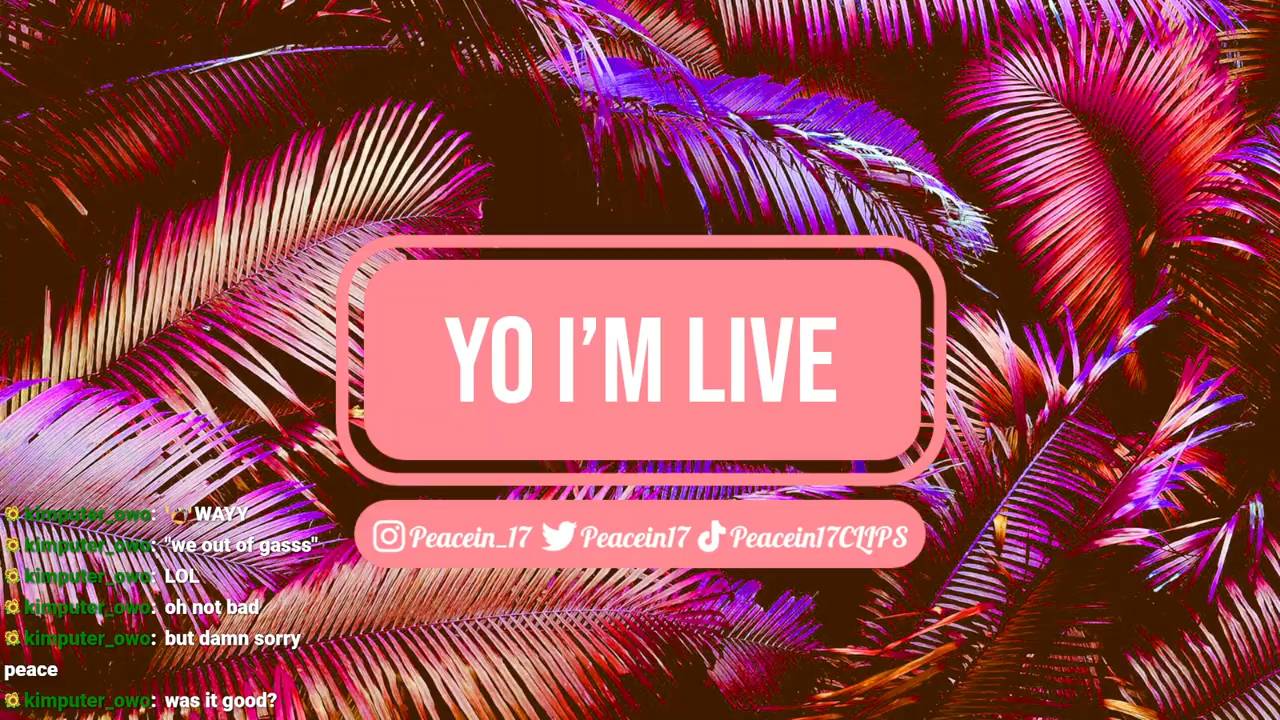 YO I’M LIVE
Peacein_17 Peacein17 Peacein17CLIPS
kimputer_owo: WAYY
kimputer_owo: "we out of gasss"
kimputer_owo: LOL
kimputer_owo: oh not bad
kimputer_owo: but damn sorry
peace
kimputer_owo: was it good?